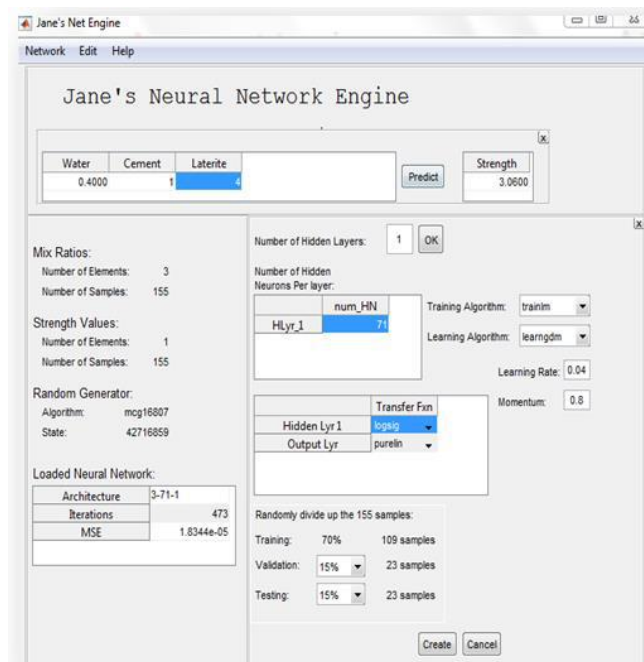 Jane's Net Engine
Network Edit Help
Jane's Neural Network Engine
Water Cement Laterite
0.4000 1 4
Predict
Strength
3.0600
Mix Ratios:
Number of Elements: 3
Number of Samples: 155
Strength Values:
Number of Elements: 1
Number of Samples: 155
Random Generator:
Algorithm: mcg16807
State: 42716859
Loaded Neural Network:
Architecture 3-71-1
Iterations 473
MSE 1.8344e-05
Number of Hidden Layers: 1 OK
Number of Hidden
Neurons Per layer:
num_HN
HLyr_1 71
Training Algorithm: trainlm
Learning Algorithm: learngdm
Learning Rate: 0.04
Momentum: 0.8
Transfer Fxn
Hidden Lyr 1 logsig
Output Lyr purelin
Randomly divide up the 155 samples:
Training: 70% 109 samples
Validation: 15% 23 samples
Testing: 15% 23 samples
Create Cancel